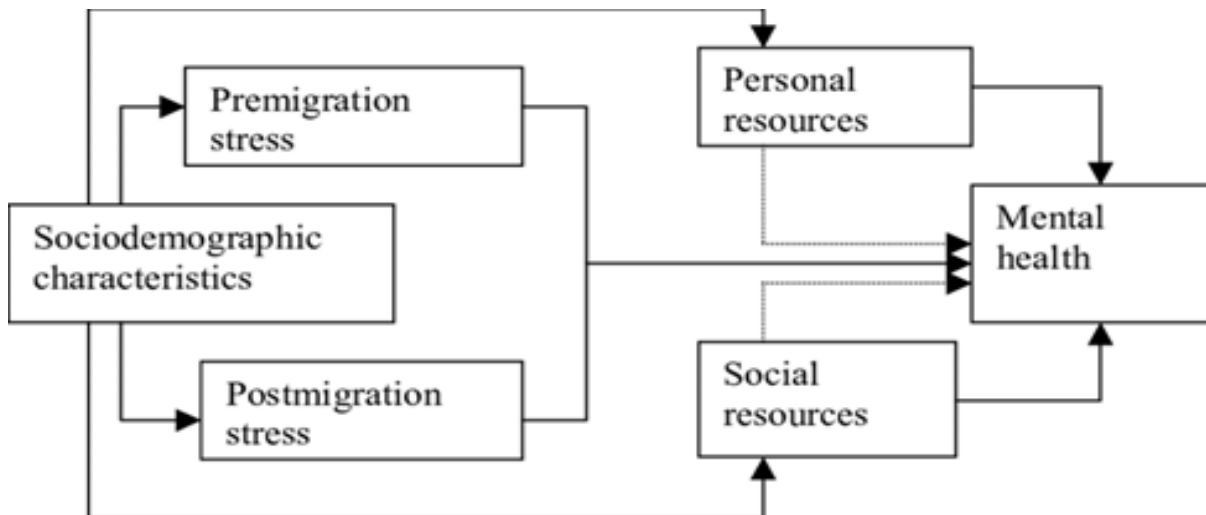 Premigration
stress
Personal
resources
Sociodemographic
characteristics
Mental
health
Postmigration
stress
Social
resources